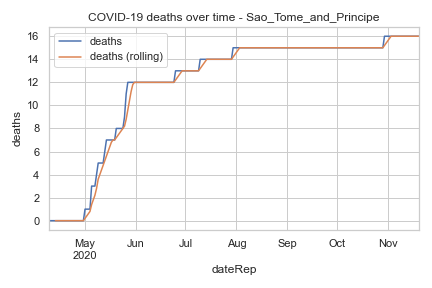 COVID-19 deaths over time - Sao_Tome_and_Principe
deaths
deaths (rolling)
16
14
12
10
8
6
4
2
0
deaths
May Jun Jul Aug Sep Oct Nov
2020
dateRep